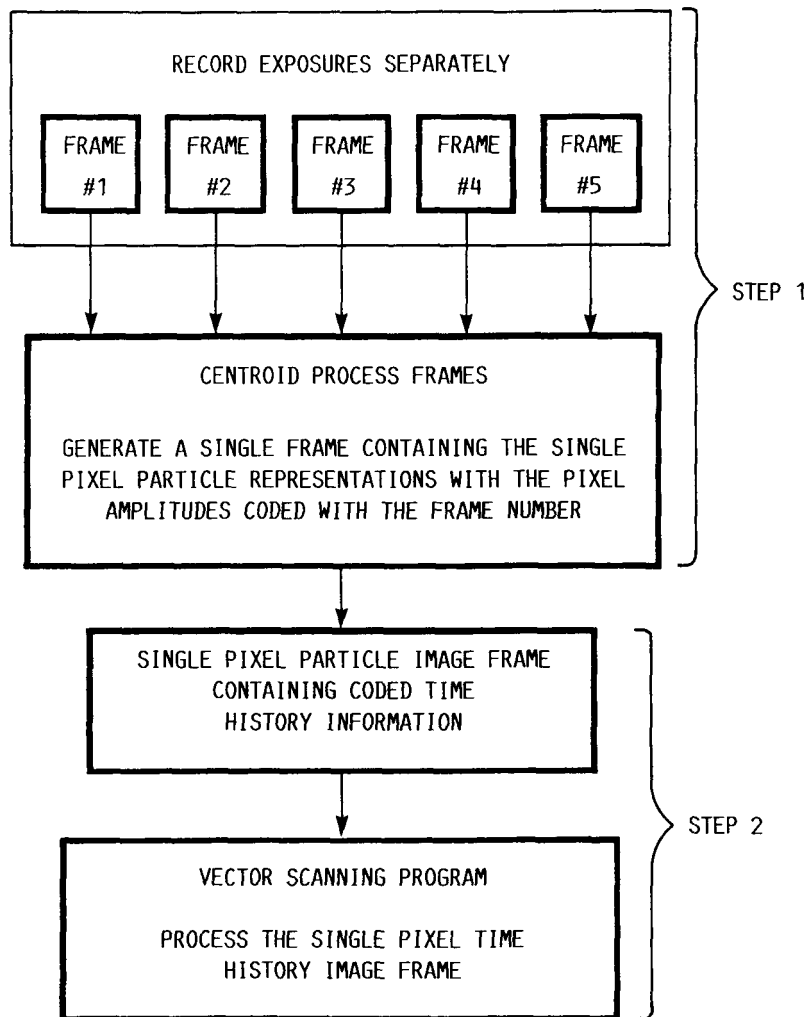 RECORD EXPOSURES SEPARATELY
FRAME #1
FRAME #2
FRAME #3
FRAME #4
FRAME #5
STEP 1
CENTROID PROCESS FRAMES
GENERATE A SINGLE FRAME CONTAINING THE SINGLE
PIXEL PARTICLE REPRESENTATIONS WITH THE PIXEL
AMPLITUDES CODED WITH THE FRAME NUMBER
SINGLE PIXEL PARTICLE IMAGE FRAME
CONTAINING CODED TIME
HISTORY INFORMATION
STEP 2
VECTOR SCANNING PROGRAM
PROCESS THE SINGLE PIXEL TIME
HISTORY IMAGE FRAME